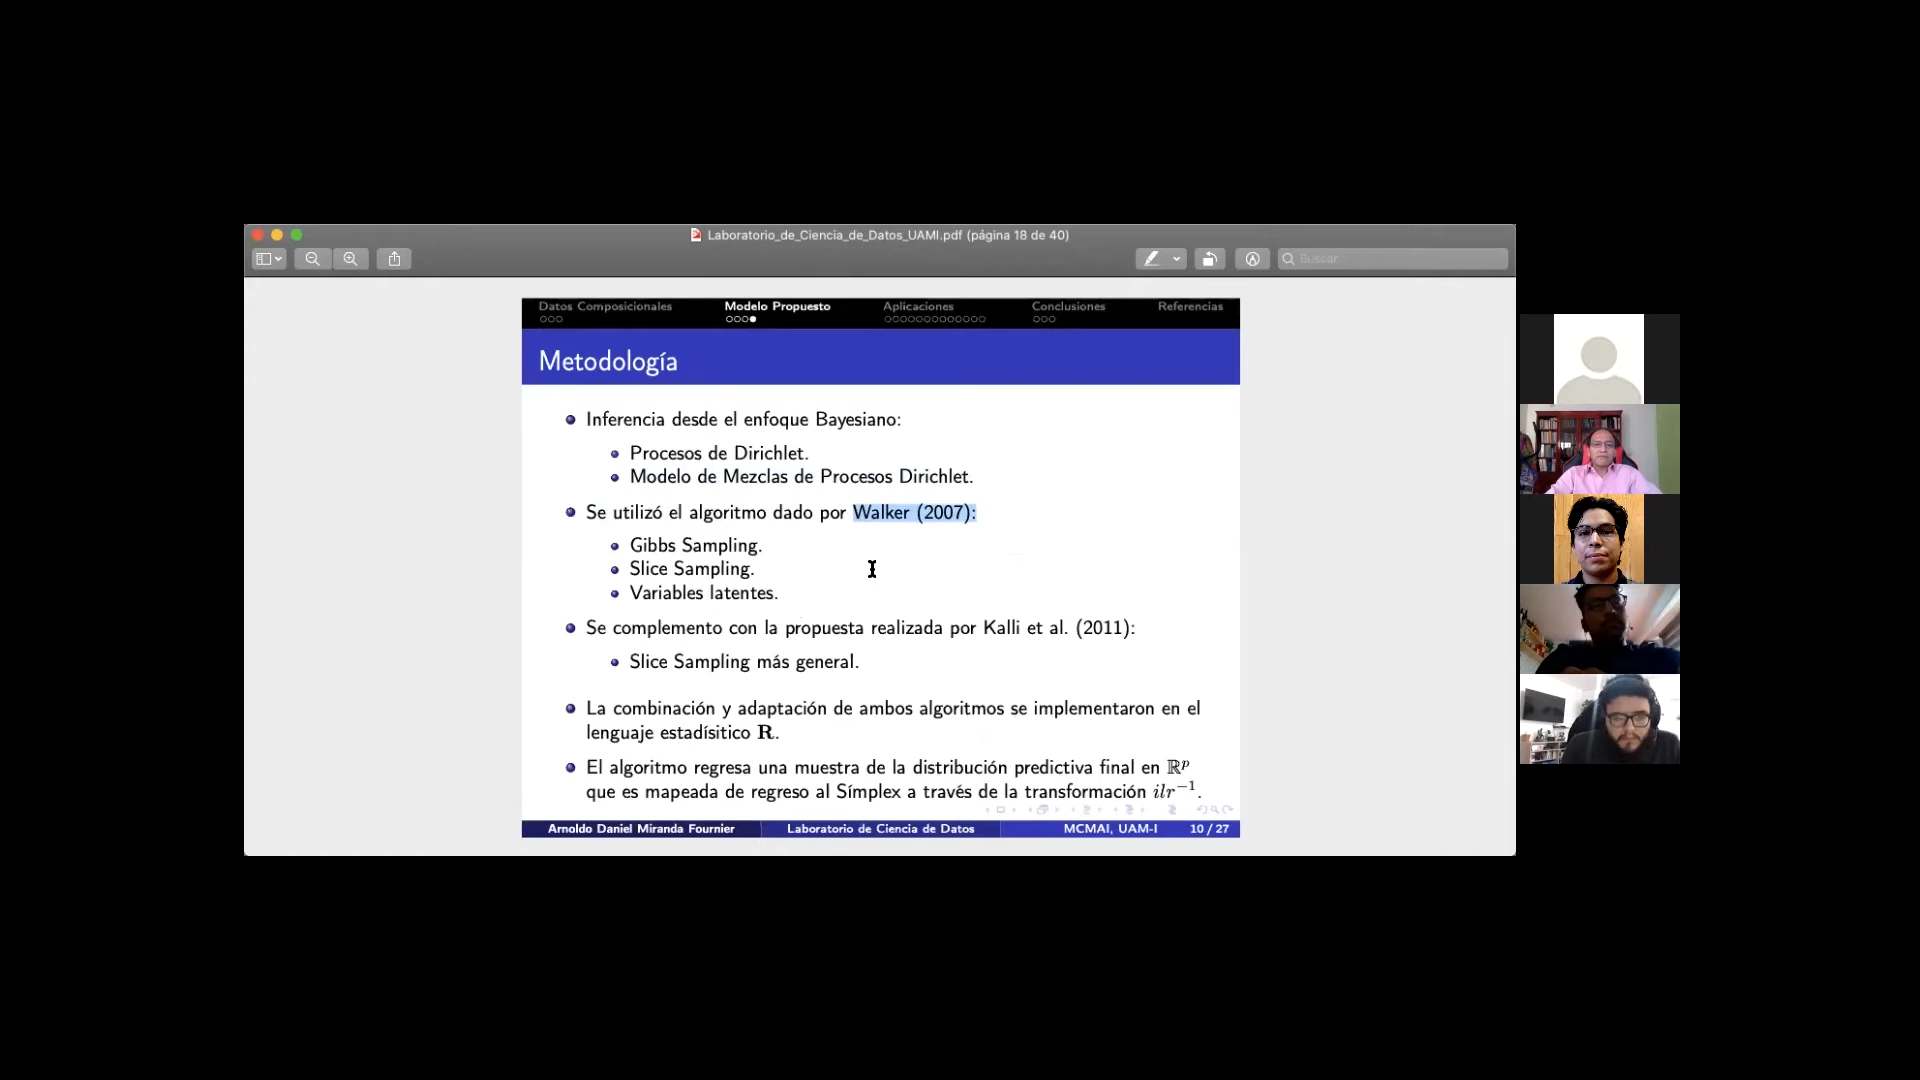 Laboratorio_de_Ciencia_de_Datos_UAMI.pdf (página 18 de 40)
Buscar
Datos Composicionales Modelo Propuesto Aplicaciones Conclusiones Referencias
Metodología
Inferencia desde el enfoque Bayesiano:
Procesos de Dirichlet.
Modelo de Mezclas de Procesos Dirichlet.
Se utilizó el algoritmo dado por Walker (2007):
Gibbs Sampling.
Slice Sampling.
Variables latentes.
Se complemento con la propuesta realizada por Kalli et al. (2011):
Slice Sampling más general.
La combinación y adaptación de ambos algoritmos se implementaron en el
lenguaje estadísitico R.
El algoritmo regresa una muestra de la distribución predictiva final en ℝᵖ
que es mapeada de regreso al Símplex a través de la transformación ilr⁻¹.
Arnoldo Daniel Miranda Fournier Laboratorio de Ciencia de Datos MCMAI, UAM-I 10 / 27